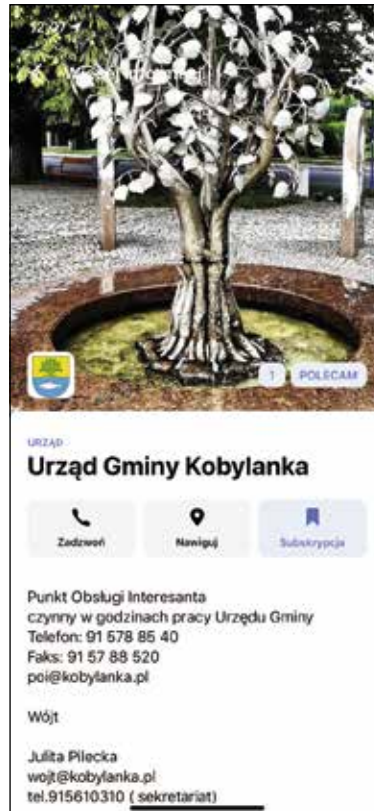 1 POLECAM
URZĄD
Urząd Gminy Kobylanka
Zadzwoń Nawiguj Subskrypcja
Punkt Obsługi Interesanta
czynny w godzinach pracy Urzędu Gminy
Telefon: 91 578 85 40
Faks: 91 57 88 520
poi@kobylanka.pl
Wójt
Julita Pilecka
wojt@kobylanka.pl
tel.915610310 ( sekretariat)